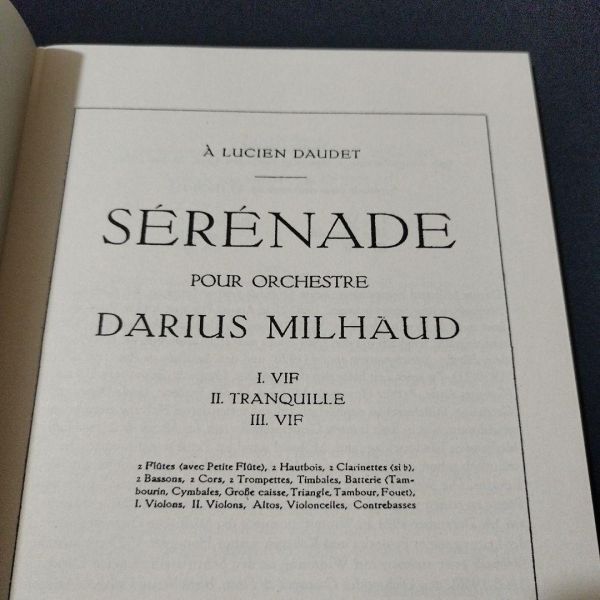 À LUCIEN DAUDET
SÉRÉNADE
POUR ORCHESTRE
DARIUS MILHAUD
I. VIF
II. TRANQUILLE
III. VIF
2 Flûtes (avec Petite Flûte), 2 Hautbois, 2 Clarinettes (si b),
2 Bassons, 2 Cors, 2 Trompettes, Timbales, Batterie (Tam-
bourin, Cymbales, Große caisse, Triangle, Tambour, Fouet),
I. Violons, II. Violons, Altos, Violoncelles, Contrebasses